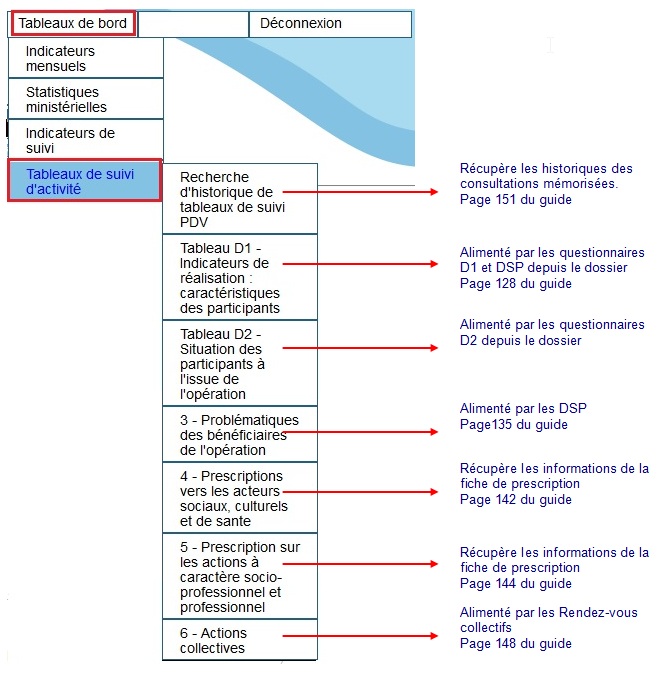 Tableaux de bord
Déconnexion
Indicateurs
mensuels
Statistiques
ministérielles
Indicateurs de
suivi
Tableaux de suivi
d'activité
Recherche
d'historique de
tableaux de suivi
PDV
Récupère les historiques des
consultations mémorisées.
Page 151 du guide
Tableau D1 -
Indicateurs de
réalisation :
caractéristiques
des participants
Alimenté par les questionnaires
D1 et DSP depuis le dossier
Page 128 du guide
Tableau D2 -
Situation des
participants à
l'issue de
l'opération
Alimenté par les questionnaires
D2 depuis le dossier
3 - Problématiques
des bénéficiaires
de l'opération
Alimenté par les DSP
Page135 du guide
4 - Prescriptions
vers les acteurs
sociaux, culturels
et de sante
Récupère les informations de la
fiche de prescription
Page 142 du guide
5 - Prescription sur
les actions à
caractère socio-
professionnel et
professionnel
Récupère les informations de la
fiche de prescription
Page 144 du guide
6 - Actions
collectives
Alimenté par les Rendez-vous
collectifs
Page 148 du guide